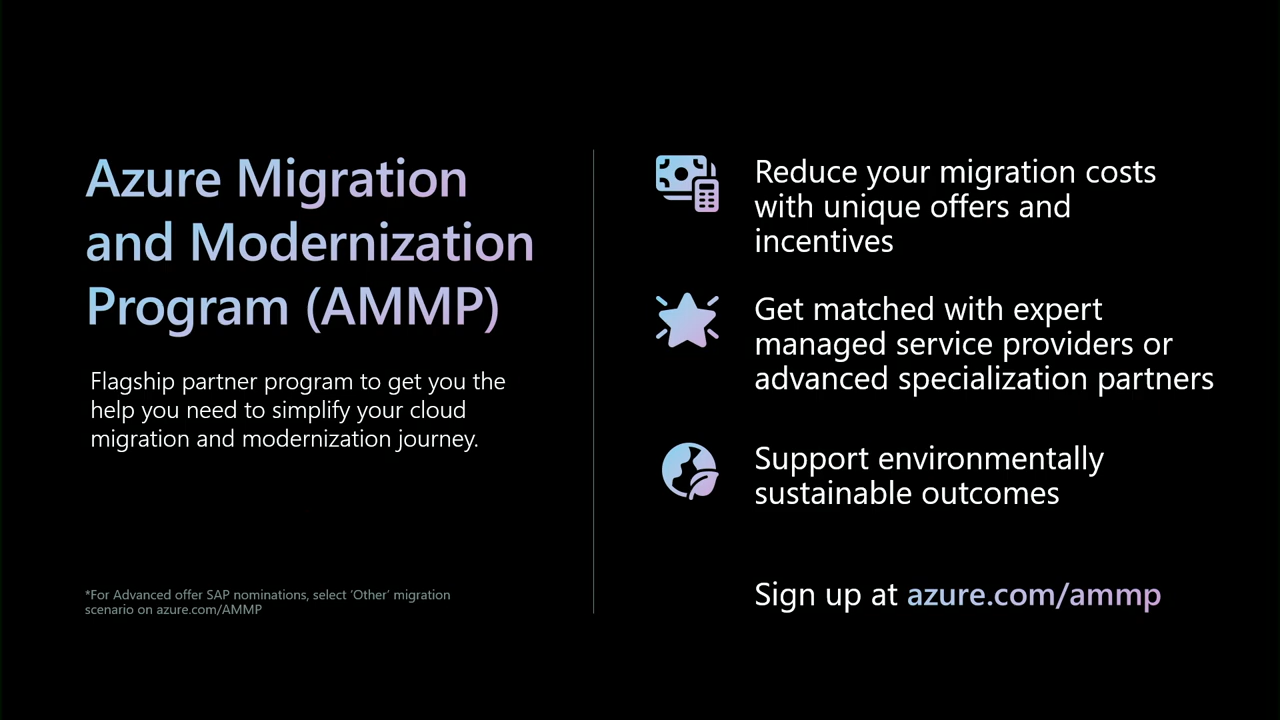 Azure Migration
and Modernization
Program (AMMP)
Flagship partner program to get you the
help you need to simplify your cloud
migration and modernization journey.
*For Advanced offer SAP nominations, select ‘Other’ migration
scenario on azure.com/AMMP
Reduce your migration costs
with unique offers and
incentives
Get matched with expert
managed service providers or
advanced specialization partners
Support environmentally
sustainable outcomes
Sign up at azure.com/ammp